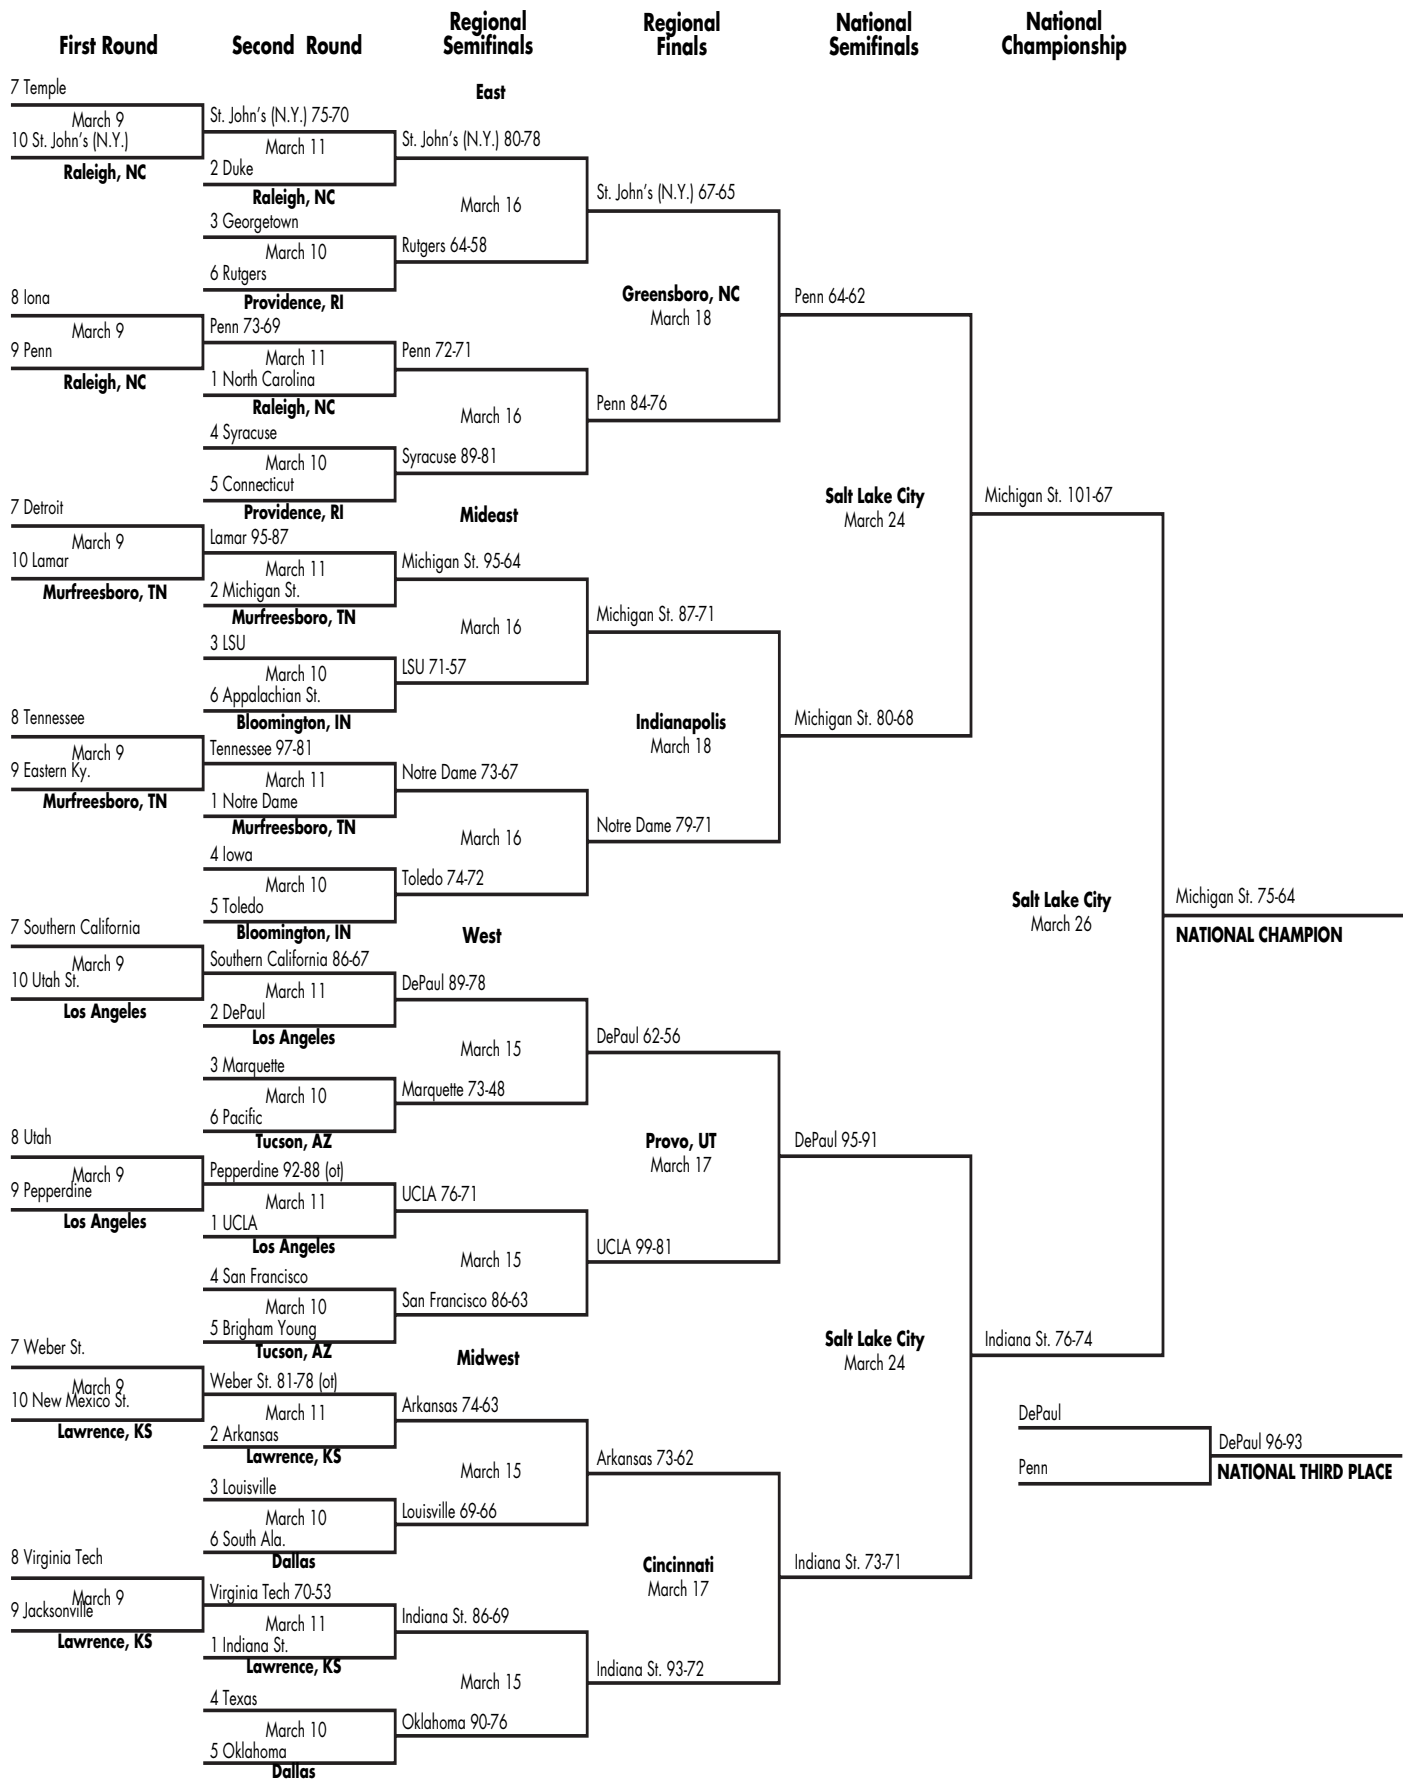 Regional
Regional
National
National
First Round
Second Round
Semifinals
Finals
Semifinals
Championship
7 Temple
East
March 9
St. John's (N.Y.) 75-70
10 St. John's (N.Y.)
March 11
St. John's (N.Y.) 80-78
Raleigh, NC
2 Duke
Raleigh, NC
March 16
St. John's (N.Y.) 67-65
3 Georgetown
March 10
Rutgers 64-58
6 Rutgers
8 Iona
Providence, RI
Greensboro, NC
March 18
Penn 64-62
March 9
Penn 73-69
9 Penn
March 11
Penn 72-71
Raleigh, NC
1 North Carolina
Raleigh, NC
March 16
Penn 84-76
4 Syracuse
March 10
Syracuse 89-81
5 Connecticut
7 Detroit
Providence, RI
Mideast
Salt Lake City
March 24
Michigan St. 101-67
March 9
Lamar 95-87
10 Lamar
March 11
Michigan St. 95-64
Murfreesboro, TN
2 Michigan St.
Murfreesboro, TN
March 16
Michigan St. 87-71
3 LSU
March 10
LSU 71-57
6 Appalachian St.
8 Tennessee
Bloomington, IN
Indianapolis
March 18
Michigan St. 80-68
March 9
Tennessee 97-81
9 Eastern Ky.
March 11
Notre Dame 73-67
Murfreesboro, TN
1 Notre Dame
Murfreesboro, TN
March 16
Notre Dame 79-71
4 Iowa
March 10
Toledo 74-72
5 Toledo
Salt Lake City
March 26
Michigan St. 75-64
NATIONAL CHAMPION
7 Southern California
Bloomington, IN
West
March 9
Southern California 86-67
10 Utah St.
March 11
DePaul 89-78
Los Angeles
2 DePaul
Los Angeles
March 15
DePaul 62-56
3 Marquette
March 10
Marquette 73-48
6 Pacific
8 Utah
Tucson, AZ
Provo, UT
March 17
DePaul 95-91
March 9
Pepperdine 92-88 (ot)
9 Pepperdine
March 11
UCLA 76-71
Los Angeles
1 UCLA
Los Angeles
March 15
UCLA 99-81
4 San Francisco
March 10
San Francisco 86-63
5 Brigham Young
7 Weber St.
Tucson, AZ
Midwest
Salt Lake City
March 24
Indiana St. 76-74
March 9
Weber St. 81-78 (ot)
10 New Mexico St.
March 11
Arkansas 74-63
Lawrence, KS
2 Arkansas
Lawrence, KS
March 15
Arkansas 73-62
DePaul
DePaul 96-93
Penn
NATIONAL THIRD PLACE
3 Louisville
March 10
Louisville 69-66
6 South Ala.
8 Virginia Tech
Dallas
Cincinnati
March 17
Indiana St. 73-71
March 9
Virginia Tech 70-53
9 Jacksonville
March 11
Indiana St. 86-69
Lawrence, KS
1 Indiana St.
Lawrence, KS
March 15
Indiana St. 93-72
4 Texas
March 10
Oklahoma 90-76
5 Oklahoma
Dallas